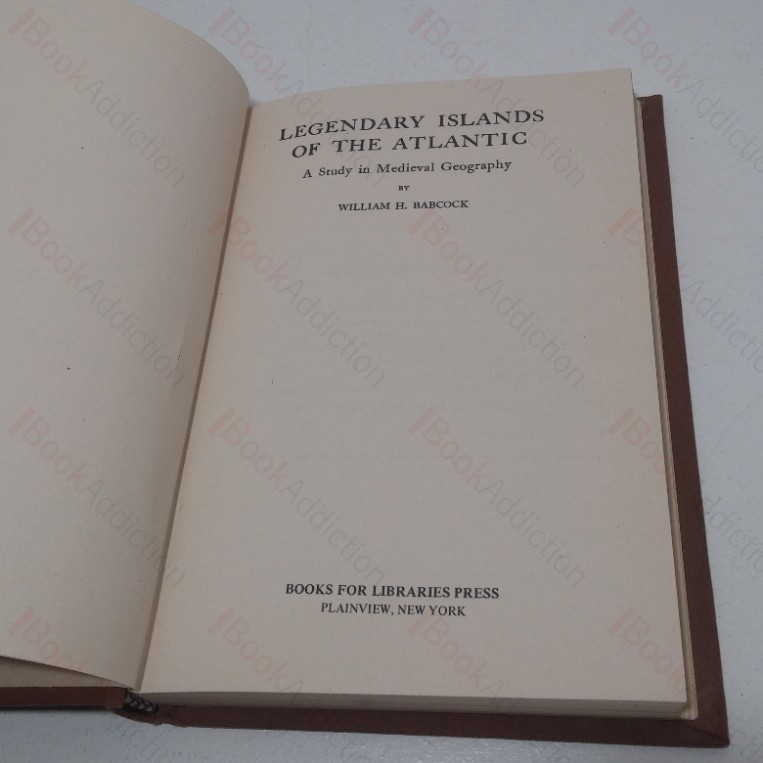 LEGENDARY ISLANDS
OF THE ATLANTIC
A Study in Medieval Geography
BY
WILLIAM H. BABCOCK
BOOKS FOR LIBRARIES PRESS
PLAINVIEW, NEW YORK
BookAddiction